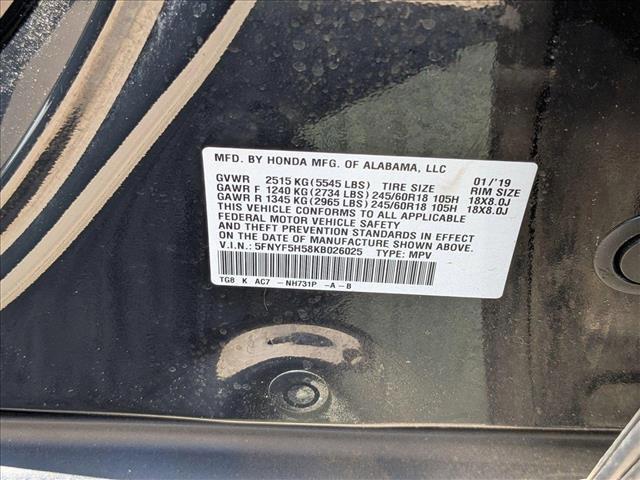 MFD. BY HONDA MFG. OF ALABAMA, LLC
GVWR 2515 KG (5545 LBS) TIRE SIZE 01/'19 RIM SIZE
GAWR F 1240 KG (2734 LBS) 245/60R18 105H 18X8.0J
GAWR R 1345 KG (2965 LBS) 245/60R18 105H 18X8.0J
THIS VEHICLE CONFORMS TO ALL APPLICABLE
FEDERAL MOTOR VEHICLE SAFETY
AND THEFT PREVENTION STANDARDS IN EFFECT
ON THE DATE OF MANUFACTURE SHOWN ABOVE.
V.I.N.: 5FNYF5H58KB026025 TYPE: MPV
TG8 K AC7 -NH731P -A-B